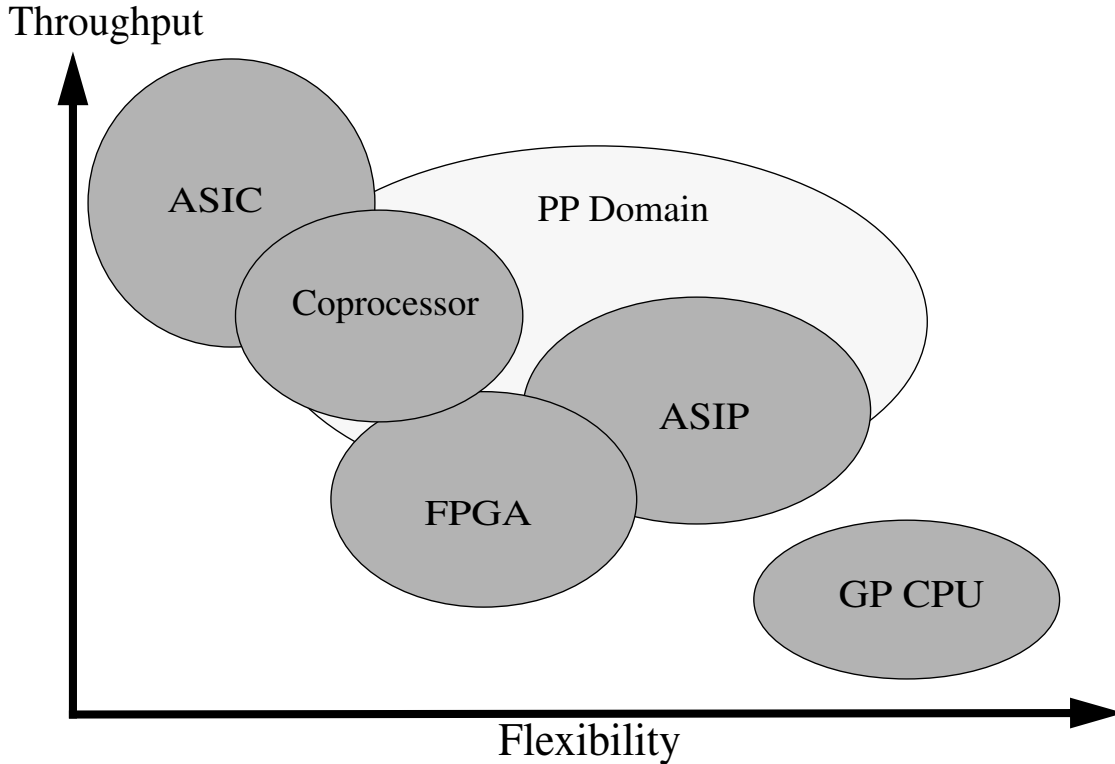 Throughput
ASIC
PP Domain
Coprocessor
ASIP
FPGA
GP CPU
Flexibility